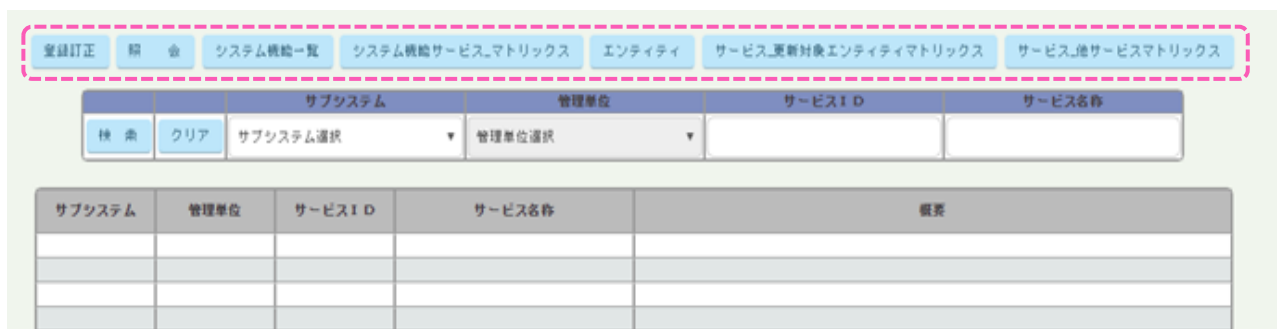 登録訂正 照　会 システム機能一覧 システム機能サービス_マトリックス エンティティ サービス_更新対象エンティティマトリックス サービス_他サービスマトリックス
サブシステム 管理単位 サービスＩＤ サービス名称
検　索 クリア サブシステム選択 ▼ 管理単位選択 ▼
サブシステム 管理単位 サービスＩＤ サービス名称 概要